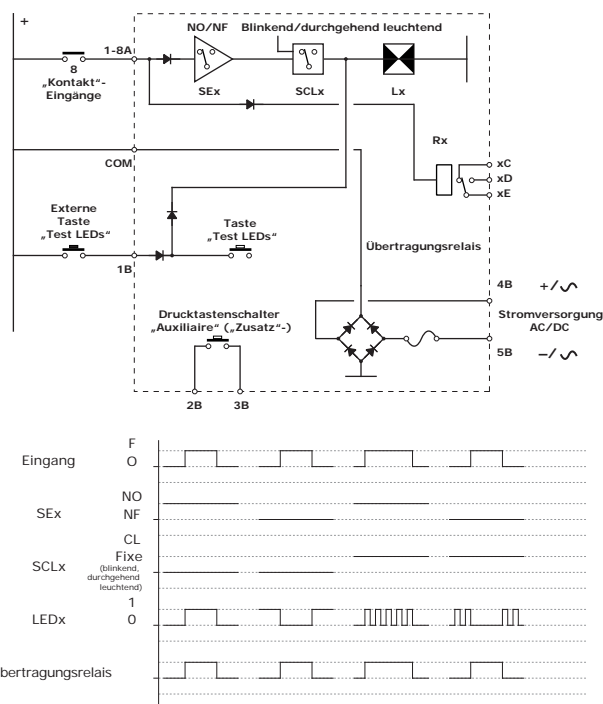 +
NO/NF
Blinkend/durchgehend leuchtend
1-8A
8
„Kontakt“-
Eingänge
SEx
SCLx
Lx
Rx
xC
xD
xE
COM
Externe
Taste
„Test LEDs“
Taste
„Test LEDs“
1B
Übertragungsrelais
4B +/
Stromversorgung
AC/DC
5B –/
Drucktastenschalter
„Auxiliaire“ („Zusatz“-)
2B 3B
Eingang
F
O
SEx
NO
NF
SCLx
CL
Fixe
(blinkend,
durchgehend
leuchtend)
LEDx
1
0
bertragungsrelais